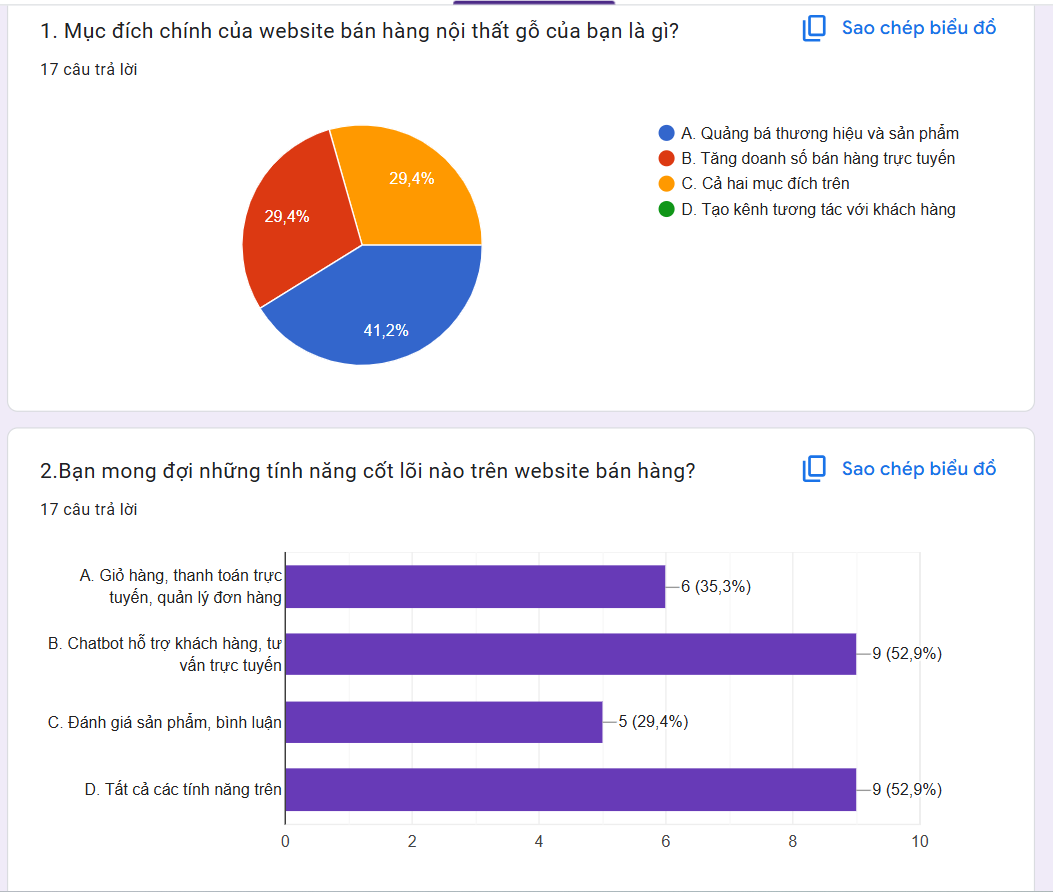 1. Mục đích chính của website bán hàng nội thất gỗ của bạn là gì?
Sao chép biểu đồ
17 câu trả lời
29,4%
29,4%
41,2%
A. Quảng bá thương hiệu và sản phẩm
B. Tăng doanh số bán hàng trực tuyến
C. Cả hai mục đích trên
D. Tạo kênh tương tác với khách hàng
2.Bạn mong đợi những tính năng cốt lõi nào trên website bán hàng?
Sao chép biểu đồ
17 câu trả lời
A. Giỏ hàng, thanh toán trực
tuyến, quản lý đơn hàng
6 (35,3%)
B. Chatbot hỗ trợ khách hàng, tư
vấn trực tuyến
9 (52,9%)
C. Đánh giá sản phẩm, bình luận
5 (29,4%)
D. Tất cả các tính năng trên
9 (52,9%)
0 2 4 6 8 10